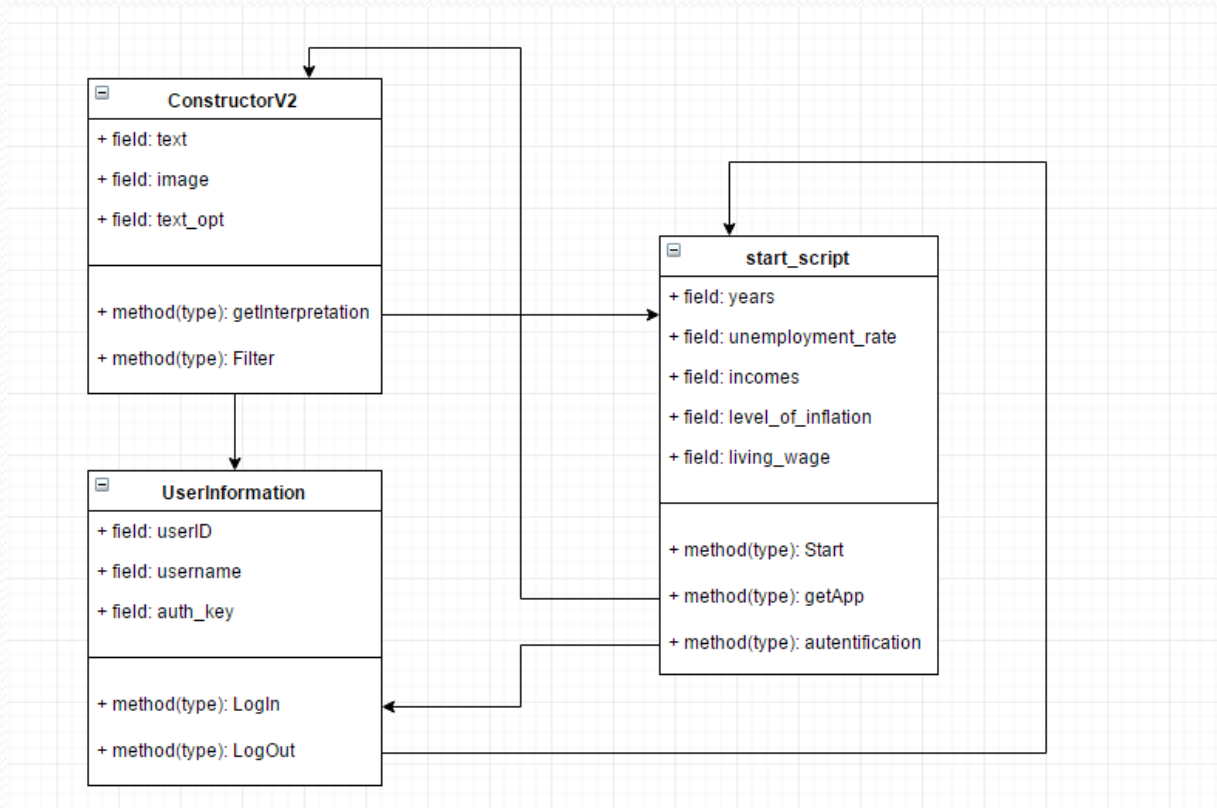 ConstructorV2
+ field: text
+ field: image
+ field: text_opt
+ method(type): getInterpretation
+ method(type): Filter
UserInformation
+ field: userID
+ field: username
+ field: auth_key
+ method(type): LogIn
+ method(type): LogOut
start_script
+ field: years
+ field: unemployment_rate
+ field: incomes
+ field: level_of_inflation
+ field: living_wage
+ method(type): Start
+ method(type): getApp
+ method(type): autentification